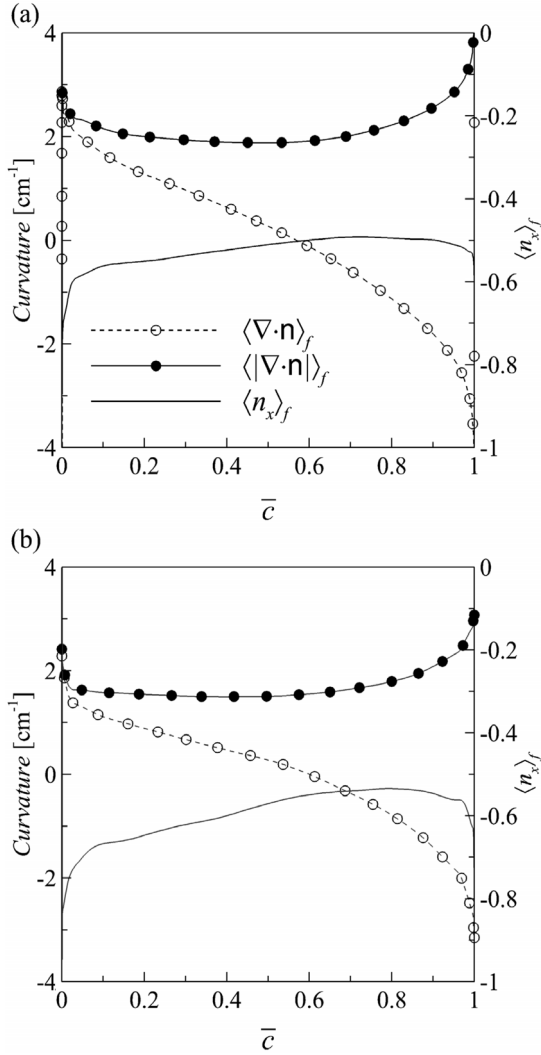 (a)
4
2
0
-2
-4
Curvature [cm⁻¹]
0
-0.2
-0.4
-0.6
-0.8
-1
⟨nₓ⟩f
⟨∇·n⟩f
⟨|∇·n|⟩f
⟨nₓ⟩f
0 0.2 0.4 0.6 0.8 1
c̅
(b)
4
2
0
-2
-4
Curvature [cm⁻¹]
0
-0.2
-0.4
-0.6
-0.8
-1
⟨nₓ⟩f
0 0.2 0.4 0.6 0.8 1
c̅